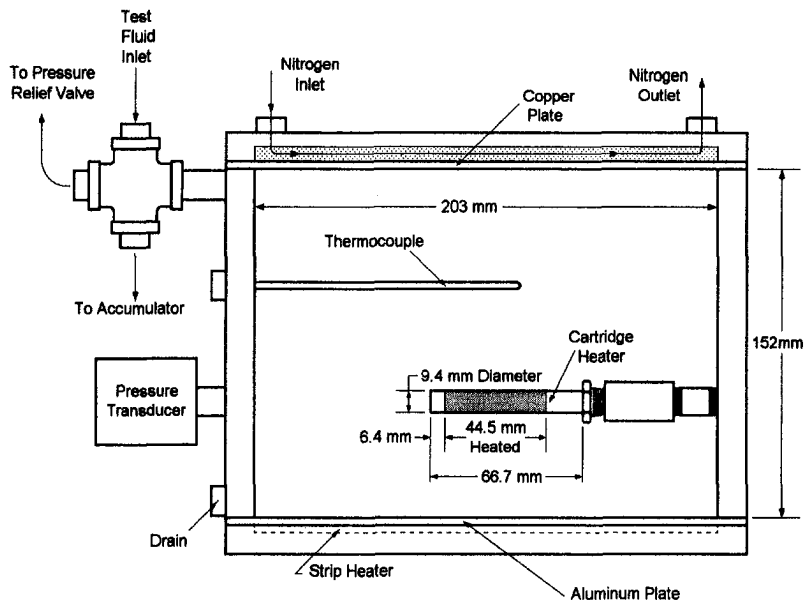 Test
Fluid
Inlet
To Pressure
Relief Valve
Nitrogen
Inlet
Nitrogen
Outlet
Copper
Plate
203 mm
Thermocouple
To Accumulator
152mm
Cartridge
Heater
9.4 mm Diameter
Pressure
Transducer
6.4 mm
44.5 mm
Heated
66.7 mm
Drain
Strip Heater
Aluminum Plate